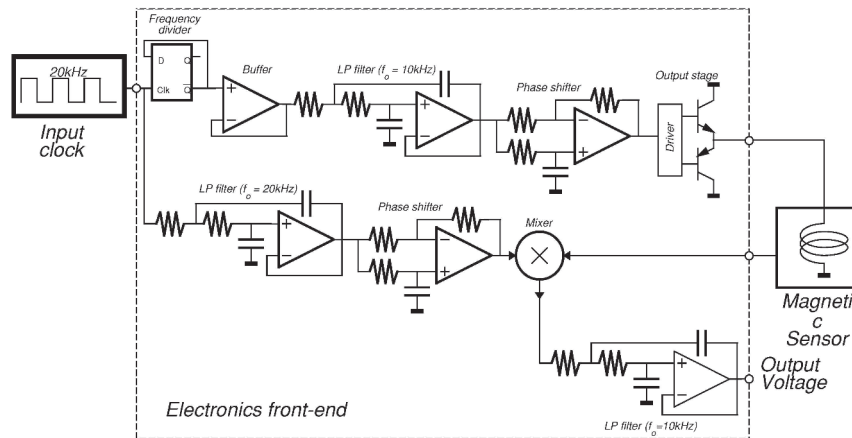 Frequency
divider
20kHz
D
Q
Clk
Q
Input
clock
Buffer
+
−
LP filter (fo = 10kHz)
+
−
Phase shifter
−
+
Driver
Output stage
LP filter (fo = 20kHz)
+
−
Phase shifter
−
+
Mixer
×
Magneti
c
Sensor
+
−
Output
Voltage
LP filter (fo=10kHz)
Electronics front-end